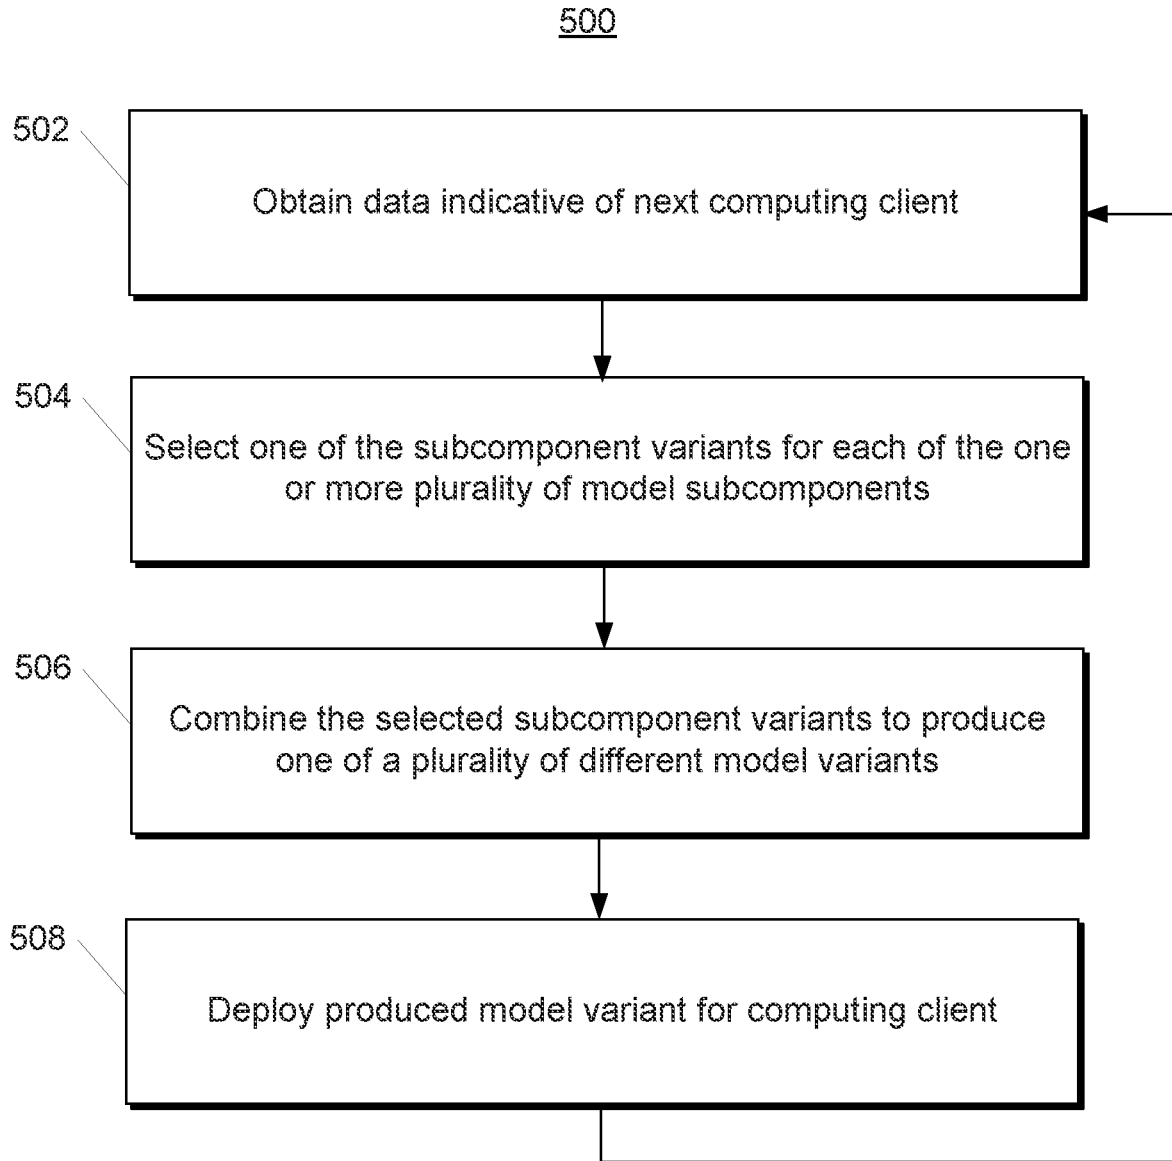 500
502
Obtain data indicative of next computing client
504
Select one of the subcomponent variants for each of the one
or more plurality of model subcomponents
506
Combine the selected subcomponent variants to produce
one of a plurality of different model variants
508
Deploy produced model variant for computing client